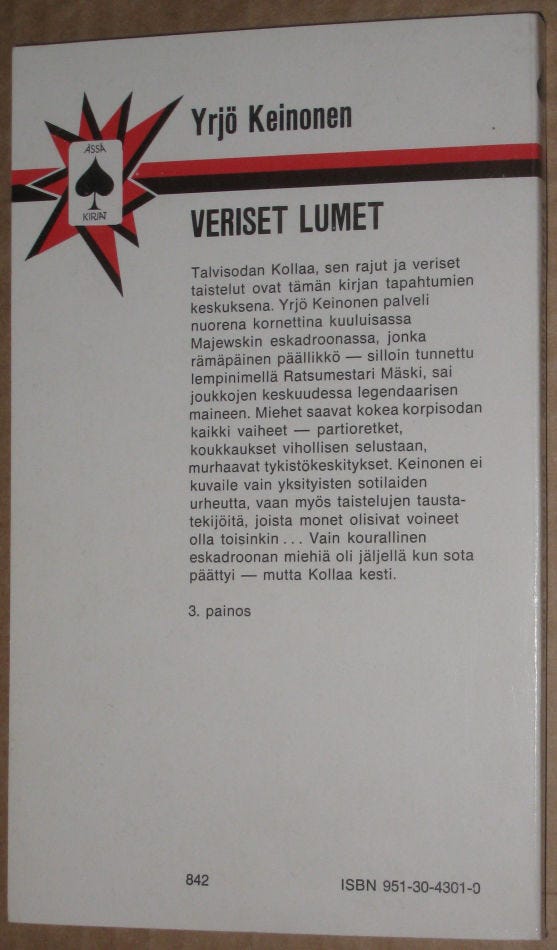 ÄSSÄ
KIRJAT
Yrjö Keinonen
VERISET LUMET
Talvisodan Kollaa, sen rajut ja veriset
taistelut ovat tämän kirjan tapahtumien
keskuksena. Yrjö Keinonen palveli
nuorena kornettina kuuluisassa
Majewskin eskadroonassa, jonka
rämäpäinen päällikkö — silloin tunnettu
lempinimellä Ratsumestari Mäski, sai
joukkojen keskuudessa legendaarisen
maineen. Miehet saavat kokea korpisodan
kaikki vaiheet — partioretket,
koukkaukset vihollisen selustaan,
murhaavat tykistökeskitykset. Keinonen ei
kuvaile vain yksityisten sotilaiden
urheutta, vaan myös taistelujen tausta-
tekijöitä, joista monet olisivat voineet
olla toisinkin... Vain kourallinen
eskadroonan miehiä oli jäljellä kun sota
päättyi — mutta Kollaa kesti.
3. painos
842
ISBN 951-30-4301-0